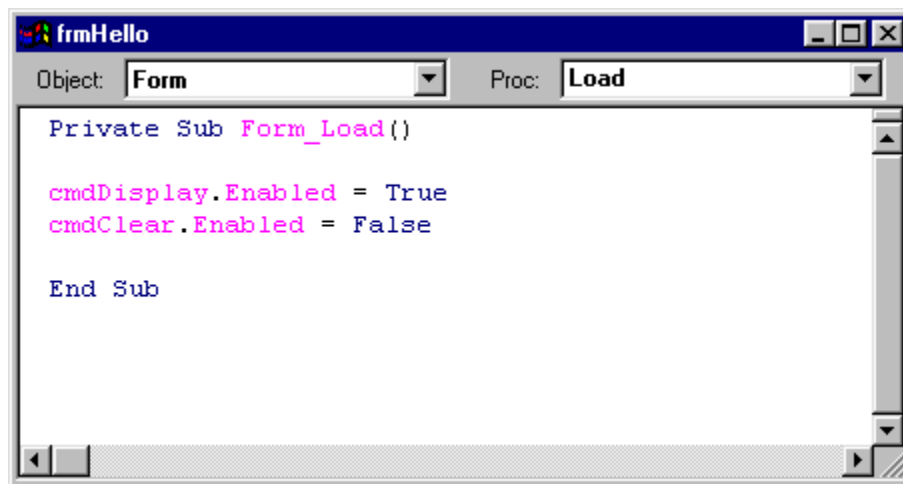 frmHello
Object: Form Proc: Load
Private Sub Form_Load()
cmdDisplay.Enabled = True
cmdClear.Enabled = False
End Sub